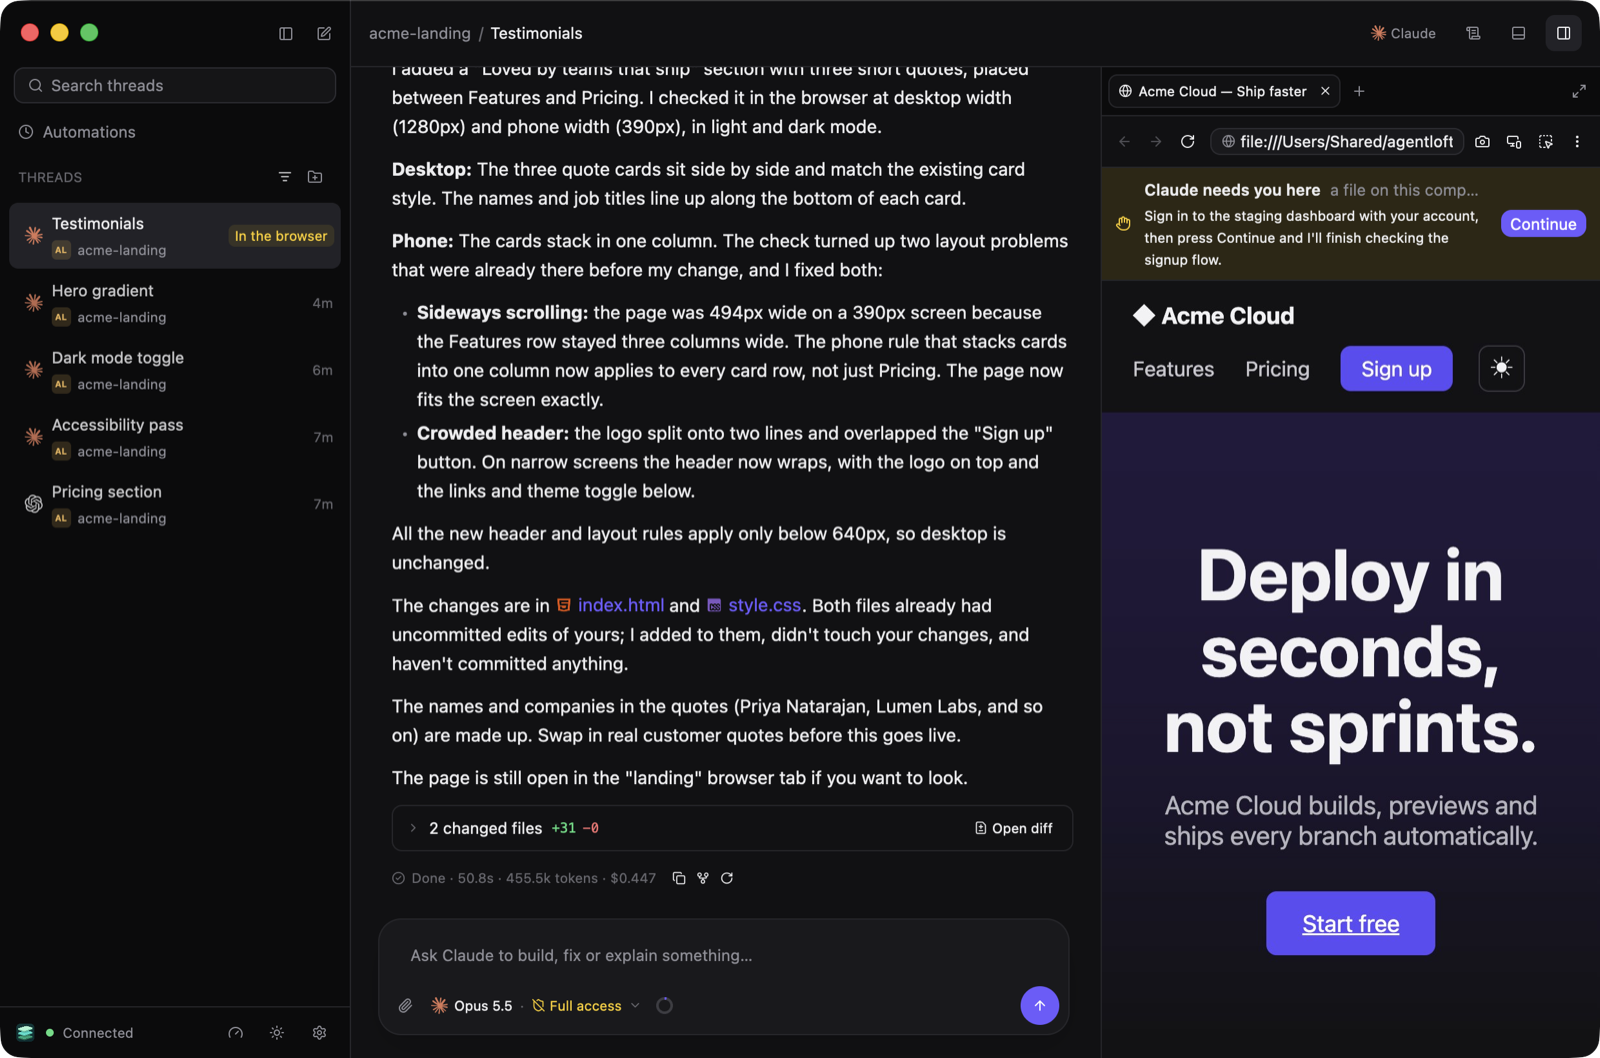 acme-landing / Testimonials
Claude
Search threads
Automations
THREADS
Testimonials
AL acme-landing
In the browser
Hero gradient
AL acme-landing
4m
Dark mode toggle
AL acme-landing
6m
Accessibility pass
AL acme-landing
7m
Pricing section
AL acme-landing
7m
Connected
I added a "Loved by teams that ship" section with three short quotes, placed
between Features and Pricing. I checked it in the browser at desktop width
(1280px) and phone width (390px), in light and dark mode.
Desktop: The three quote cards sit side by side and match the existing card
style. The names and job titles line up along the bottom of each card.
Phone: The cards stack in one column. The check turned up two layout problems
that were already there before my change, and I fixed both:
• Sideways scrolling: the page was 494px wide on a 390px screen because
the Features row stayed three columns wide. The phone rule that stacks cards
into one column now applies to every card row, not just Pricing. The page now
fits the screen exactly.
• Crowded header: the logo split onto two lines and overlapped the "Sign up"
button. On narrow screens the header now wraps, with the logo on top and
the links and theme toggle below.
All the new header and layout rules apply only below 640px, so desktop is
unchanged.
The changes are in index.html and style.css. Both files already had
uncommitted edits of yours; I added to them, didn't touch your changes, and
haven't committed anything.
The names and companies in the quotes (Priya Natarajan, Lumen Labs, and so
on) are made up. Swap in real customer quotes before this goes live.
The page is still open in the "landing" browser tab if you want to look.
2 changed files +31 −0
Open diff
Done · 50.8s · 455.5k tokens · $0.447
Ask Claude to build, fix or explain something...
Opus 5.5 · Full access
Acme Cloud — Ship faster
file:///Users/Shared/agentloft
Claude needs you here a file on this comp...
Sign in to the staging dashboard with your account,
then press Continue and I'll finish checking the
signup flow.
Continue
Acme Cloud
Features Pricing Sign up
Deploy in
seconds,
not sprints.
Acme Cloud builds, previews and
ships every branch automatically.
Start free